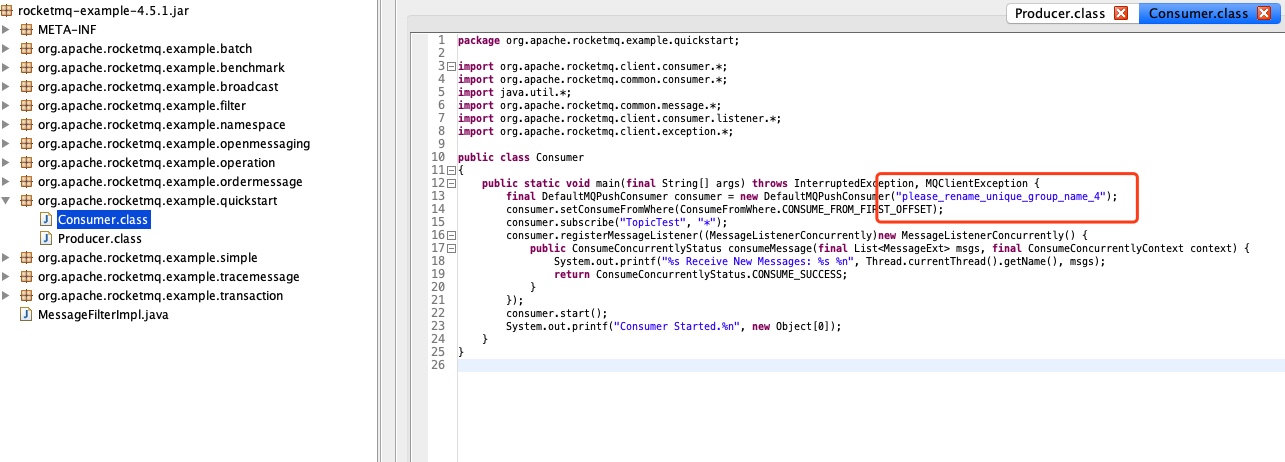 rocketmq-example-4.5.1.jar
META-INF
org.apache.rocketmq.example.batch
org.apache.rocketmq.example.benchmark
org.apache.rocketmq.example.broadcast
org.apache.rocketmq.example.filter
org.apache.rocketmq.example.namespace
org.apache.rocketmq.example.openmessaging
org.apache.rocketmq.example.operation
org.apache.rocketmq.example.ordermessage
org.apache.rocketmq.example.quickstart
Consumer.class
Producer.class
org.apache.rocketmq.example.simple
org.apache.rocketmq.example.tracemessage
org.apache.rocketmq.example.transaction
MessageFilterImpl.java
Producer.class Consumer.class
1 package org.apache.rocketmq.example.quickstart;
2
3 import org.apache.rocketmq.client.consumer.*;
4 import org.apache.rocketmq.common.consumer.*;
5 import java.util.*;
6 import org.apache.rocketmq.common.message.*;
7 import org.apache.rocketmq.client.consumer.listener.*;
8 import org.apache.rocketmq.client.exception.*;
9
10 public class Consumer
11 {
12 public static void main(final String[] args) throws InterruptedException, MQClientException {
13 final DefaultMQPushConsumer consumer = new DefaultMQPushConsumer("please_rename_unique_group_name_4");
14 consumer.setConsumeFromWhere(ConsumeFromWhere.CONSUME_FROM_FIRST_OFFSET);
15 consumer.subscribe("TopicTest", "*");
16 consumer.registerMessageListener((MessageListenerConcurrently)new MessageListenerConcurrently() {
17 public ConsumeConcurrentlyStatus consumeMessage(final List<MessageExt> msgs, final ConsumeConcurrentlyContext context) {
18 System.out.printf("%s Receive New Messages: %s %n", Thread.currentThread().getName(), msgs);
19 return ConsumeConcurrentlyStatus.CONSUME_SUCCESS;
20 }
21 });
22 consumer.start();
23 System.out.printf("Consumer Started.%n", new Object[0]);
24 }
25 }
26